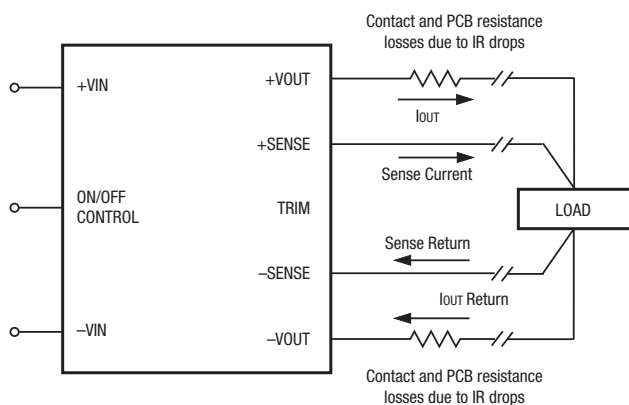 Contact and PCB resistance
losses due to IR drops
+VOUT
+VIN
IOUT
+SENSE
Sense Current
ON/OFF
CONTROL
TRIM
LOAD
Sense Return
–SENSE
IOUT Return
–VIN
–VOUT
Contact and PCB resistance
losses due to IR drops